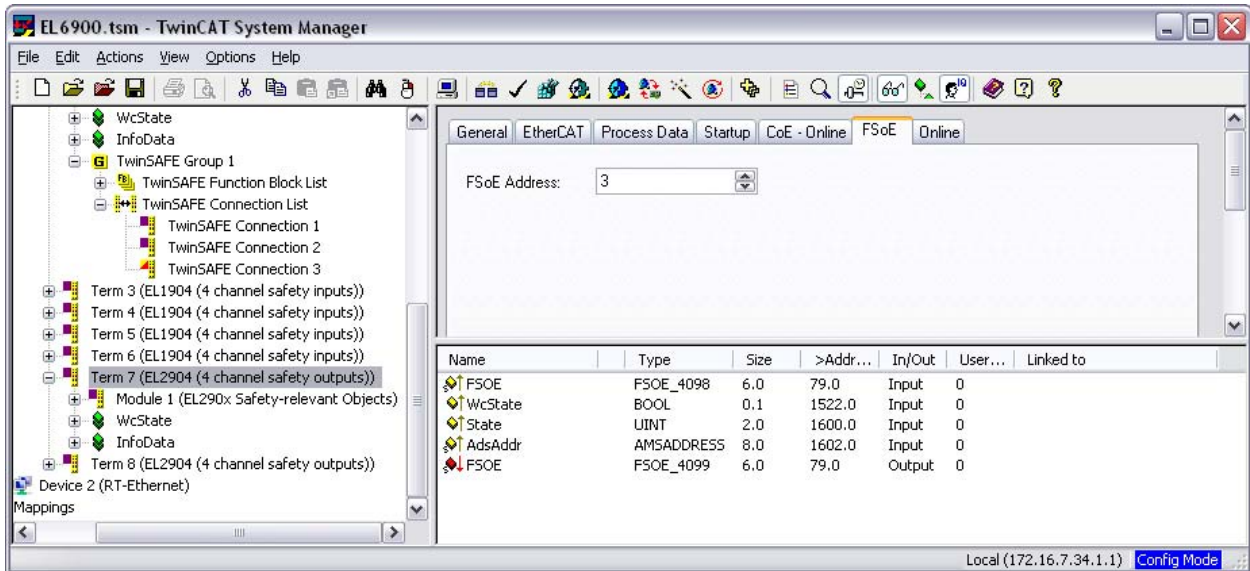 EL6900.tsm - TwinCAT System Manager
File Edit Actions View Options Help
WcState
InfoData
TwinSAFE Group 1
TwinSAFE Function Block List
TwinSAFE Connection List
TwinSAFE Connection 1
TwinSAFE Connection 2
TwinSAFE Connection 3
Term 3 (EL1904 (4 channel safety inputs))
Term 4 (EL1904 (4 channel safety inputs))
Term 5 (EL1904 (4 channel safety inputs))
Term 6 (EL1904 (4 channel safety inputs))
Term 7 (EL2904 (4 channel safety outputs))
Module 1 (EL290x Safety-relevant Objects)
WcState
InfoData
Term 8 (EL2904 (4 channel safety outputs))
Device 2 (RT-Ethernet)
Mappings
General EtherCAT Process Data Startup CoE - Online FSoE Online
FSoE Address: 3
Name Type Size >Addr... In/Out User... Linked to
FSOE FSOE_4098 6.0 79.0 Input 0
WcState BOOL 0.1 1522.0 Input 0
State UINT 2.0 1600.0 Input 0
AdsAddr AMSADDRESS 8.0 1602.0 Input 0
FSOE FSOE_4099 6.0 79.0 Output 0
Local (172.16.7.34.1.1) Config Mode